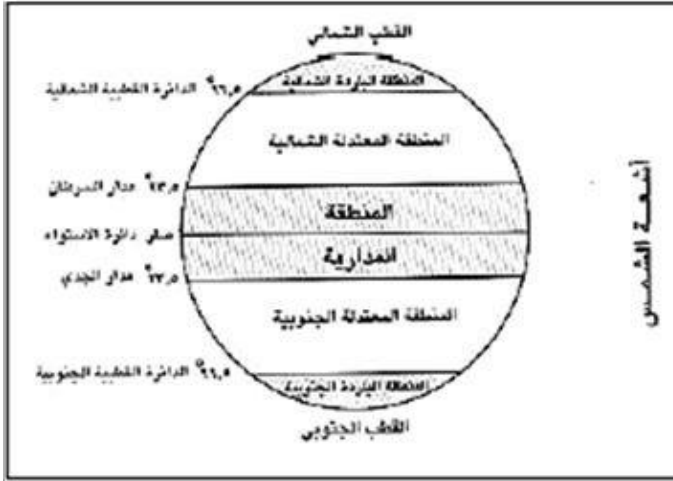 القطب الشمالي
المنطقة الباردة الشمالية
٦٦,٥° الدائرة القطبية الشمالية
المنطقة المعتدلة الشمالية
٢٣,٥° مدار السرطان
المنطقة
صفر دائرة الاستواء
المدارية
٢٣,٥° مدار الجدي
المنطقة المعتدلة الجنوبية
٦٦,٥° الدائرة القطبية الجنوبية
المنطقة الباردة الجنوبية
القطب الجنوبي
أشعة الشمس